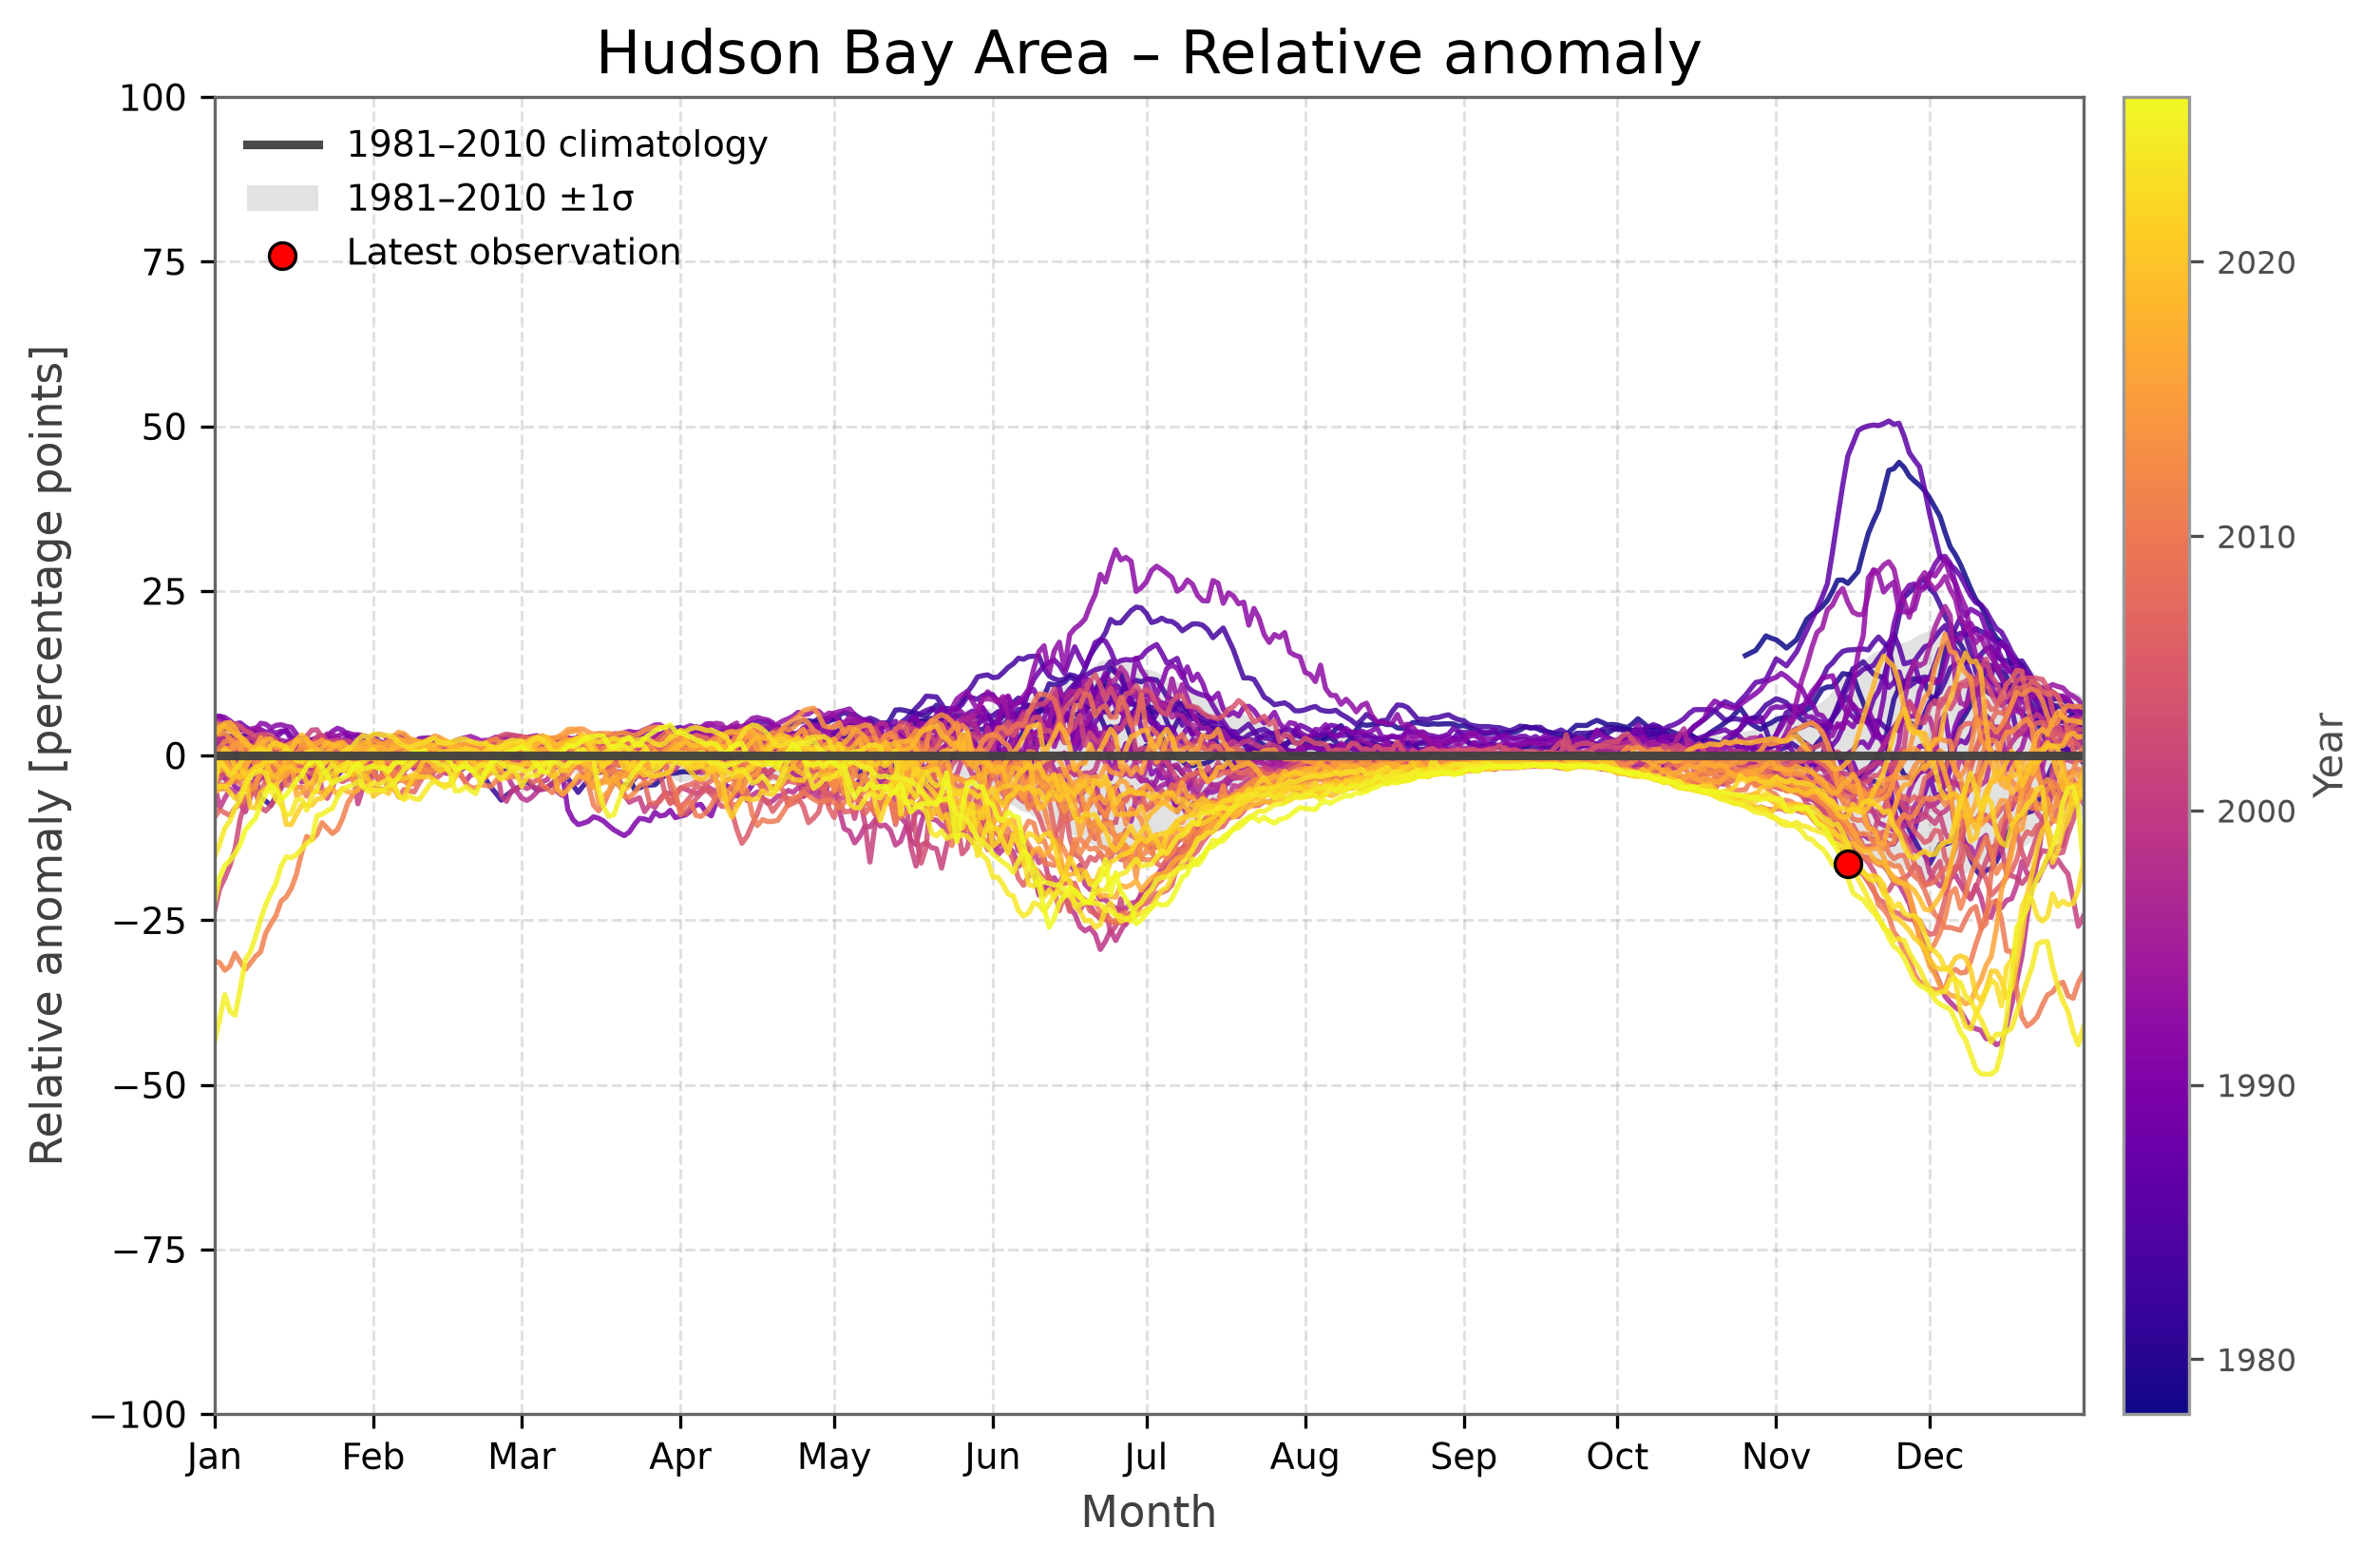 Hudson Bay Area – Relative anomaly
1981–2010 climatology
1981–2010 ±1σ
Latest observation
Relative anomaly [percentage points]
100
75
50
25
0
−25
−50
−75
−100
Jan Feb Mar Apr May Jun Jul Aug Sep Oct Nov Dec
Month
2020
2010
2000
1990
1980
Year